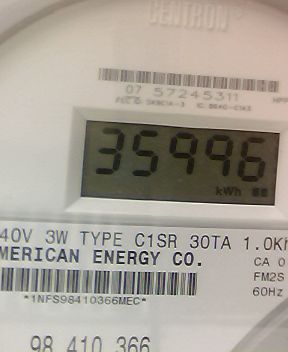 CENTRON
07 57245311
35996
kWh
40V 3W TYPE C1SR 30TA 1.0Kh
MERICAN ENERGY CO.
CA 0
FM2S
60Hz
*1NFS98410366MEC*
98 410 366